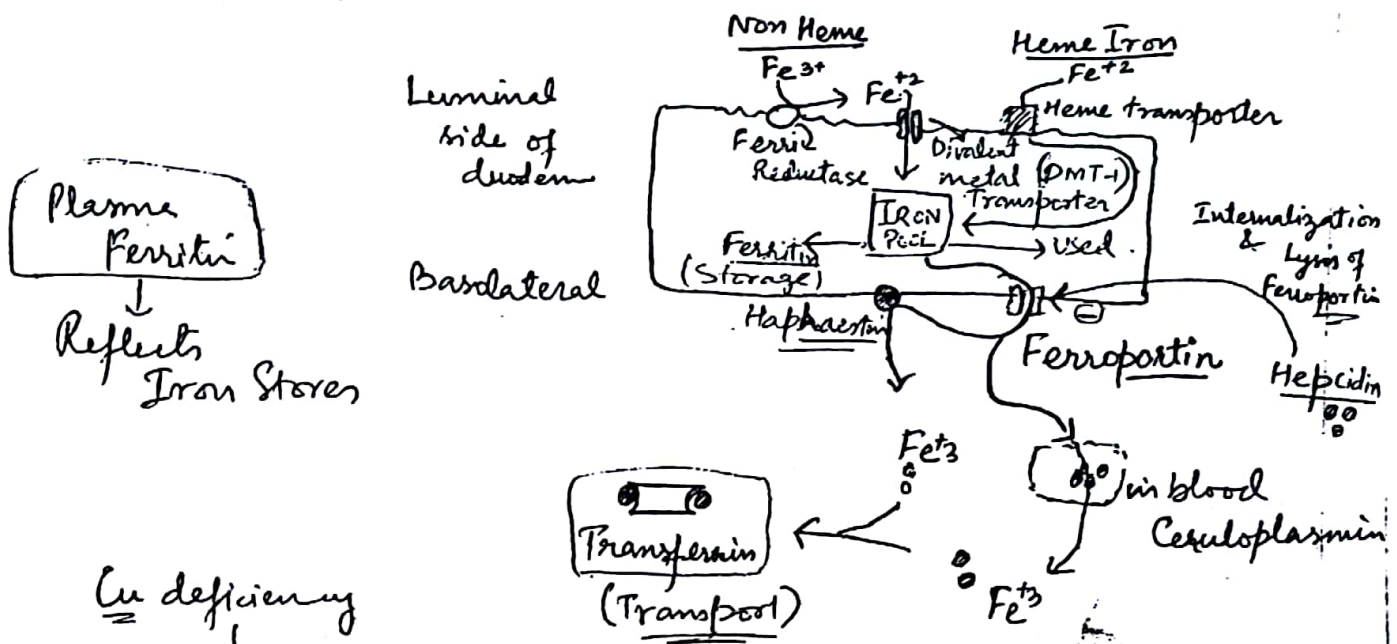 Non Heme
Heme Iron
Fe3+
Fe+2
Fe+2
Luminal
side of
duoden
Heme transporter
Ferric
Reductase
Divalent
metal (DMT-1)
Transporter
IRON
Pool
Ferritin
(Storage)
Used
Basolateral
Haphaestin
⊖
Ferroportin
Internalization
&
Lysis of
Ferroportin
Hepcidin
Plasma
Ferritin
Reflects
Iron Stores
Fe+3
in blood
Ceruloplasmin
Fe+3
Transferrin
(Transport)
Cu deficiency